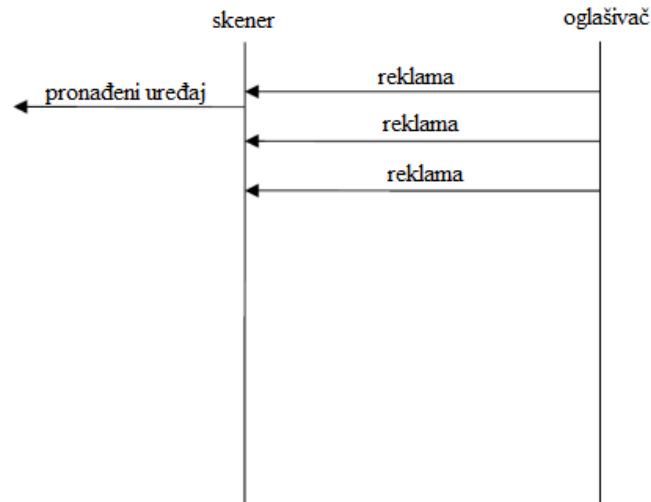 skener
oglašivač
reklama
pronađeni uređaj
reklama
reklama